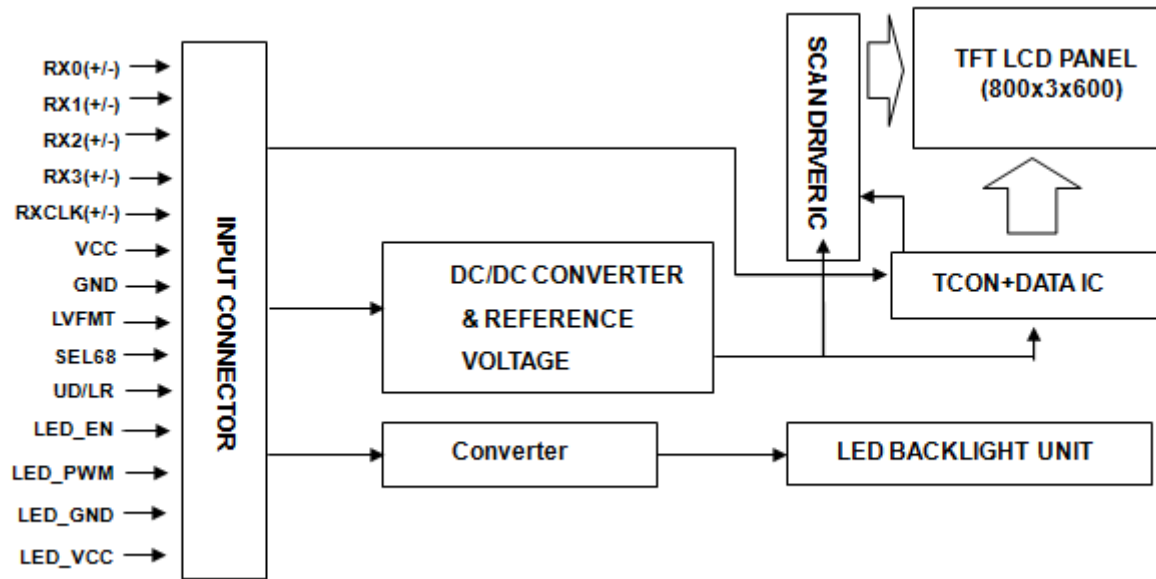 RX0(+/-)
RX1(+/-)
RX2(+/-)
RX3(+/-)
RXCLK(+/-)
VCC
GND
LVFMT
SEL68
UD/LR
LED_EN
LED_PWM
LED_GND
LED_VCC
INPUT CONNECTOR
DC/DC CONVERTER
& REFERENCE
VOLTAGE
Converter
SCAN DRIVER IC
TFT LCD PANEL
(800x3x600)
TCON+DATA IC
LED BACKLIGHT UNIT